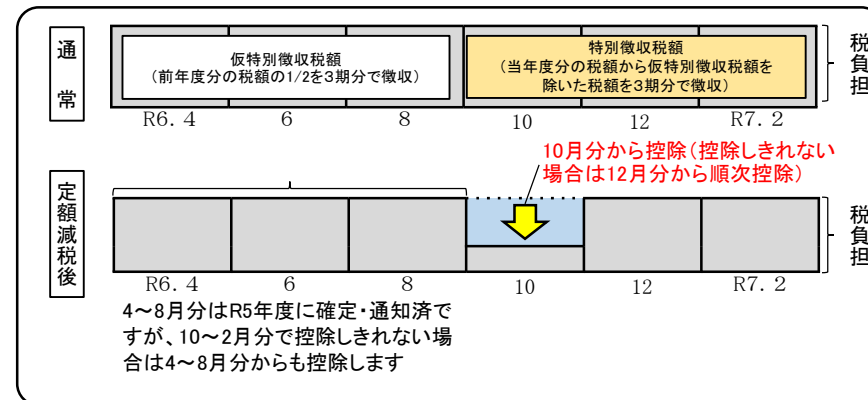 通常
仮特別徴収税額
(前年度分の税額の1/2を3期分で徴収)
特別徴収税額
(当年度分の税額から仮特別徴収税額を
除いた税額を3期分で徴収)
税負担
R6.4 6 8 10 12 R7.2
10月分から控除(控除しきれない
場合は12月分から順次控除)
定額減税後
税負担
R6.4 6 8 10 12 R7.2
4～8月分はR5年度に確定・通知済で
すが、10～2月分で控除しきれない場
合は4～8月分からも控除します